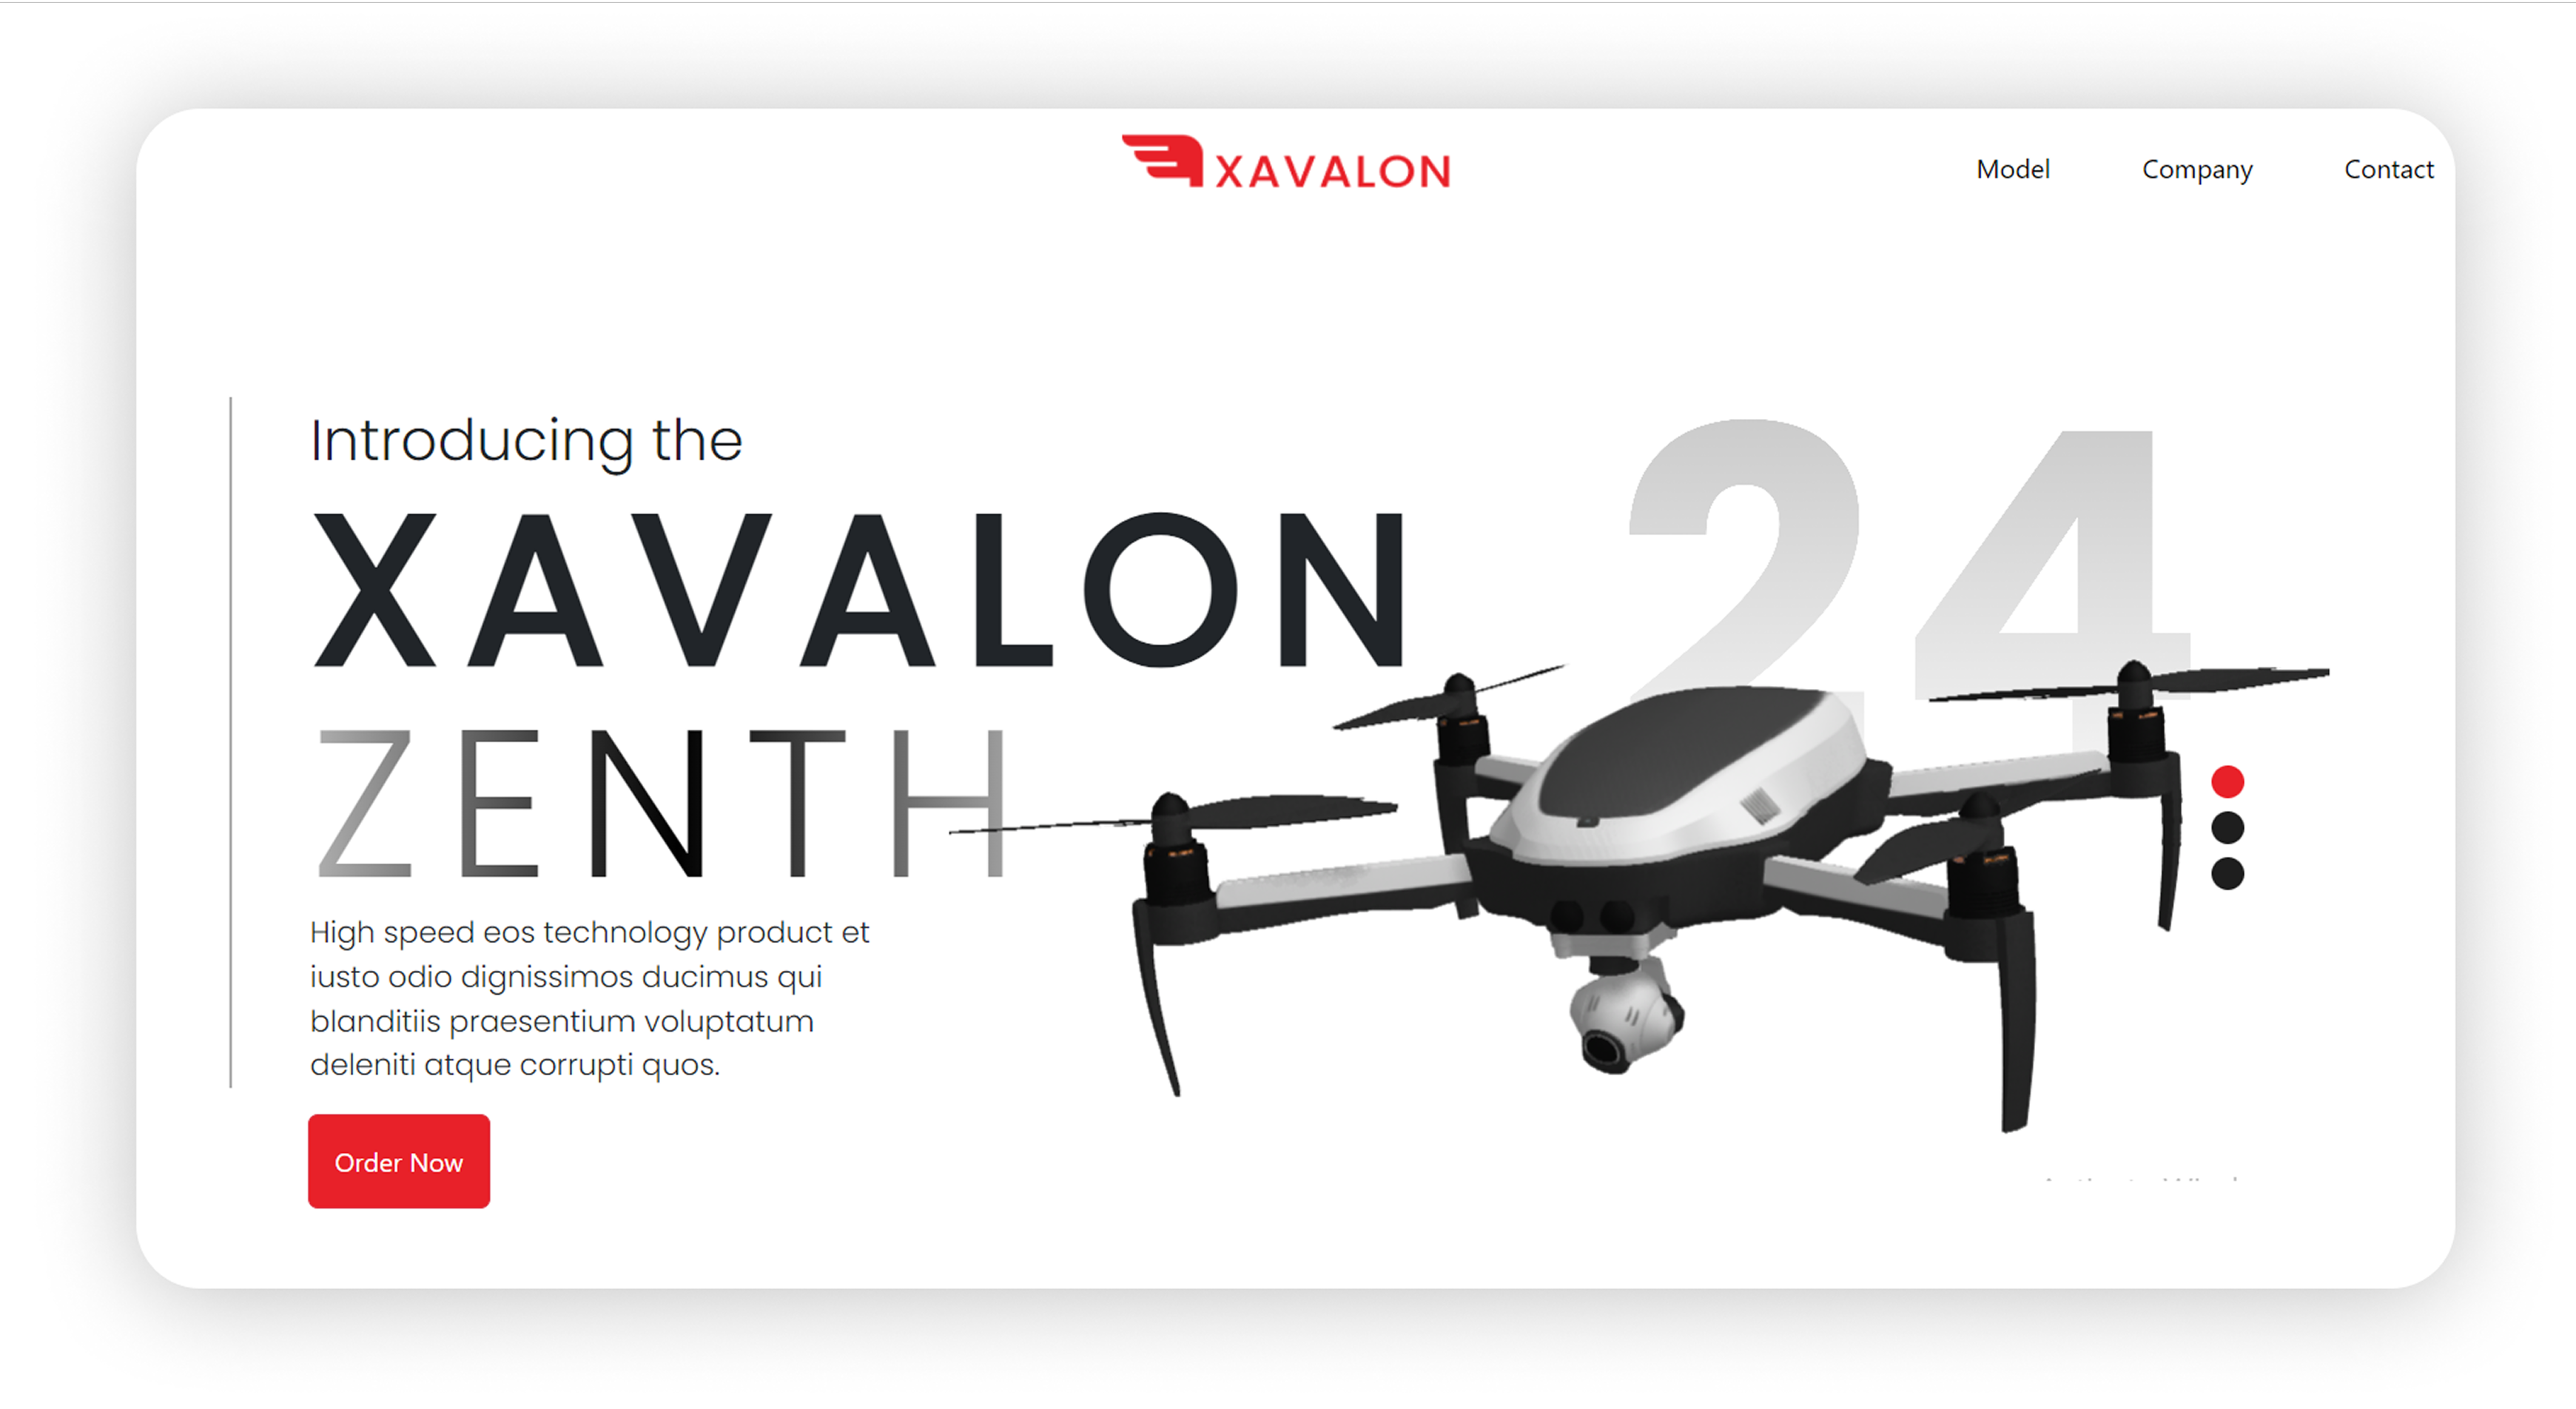 XAVALON
Model Company Contact
Introducing the
24
XAVALON
ZENTH
High speed eos technology product et
iusto odio dignissimos ducimus qui
blanditiis praesentium voluptatum
deleniti atque corrupti quos.
Order Now